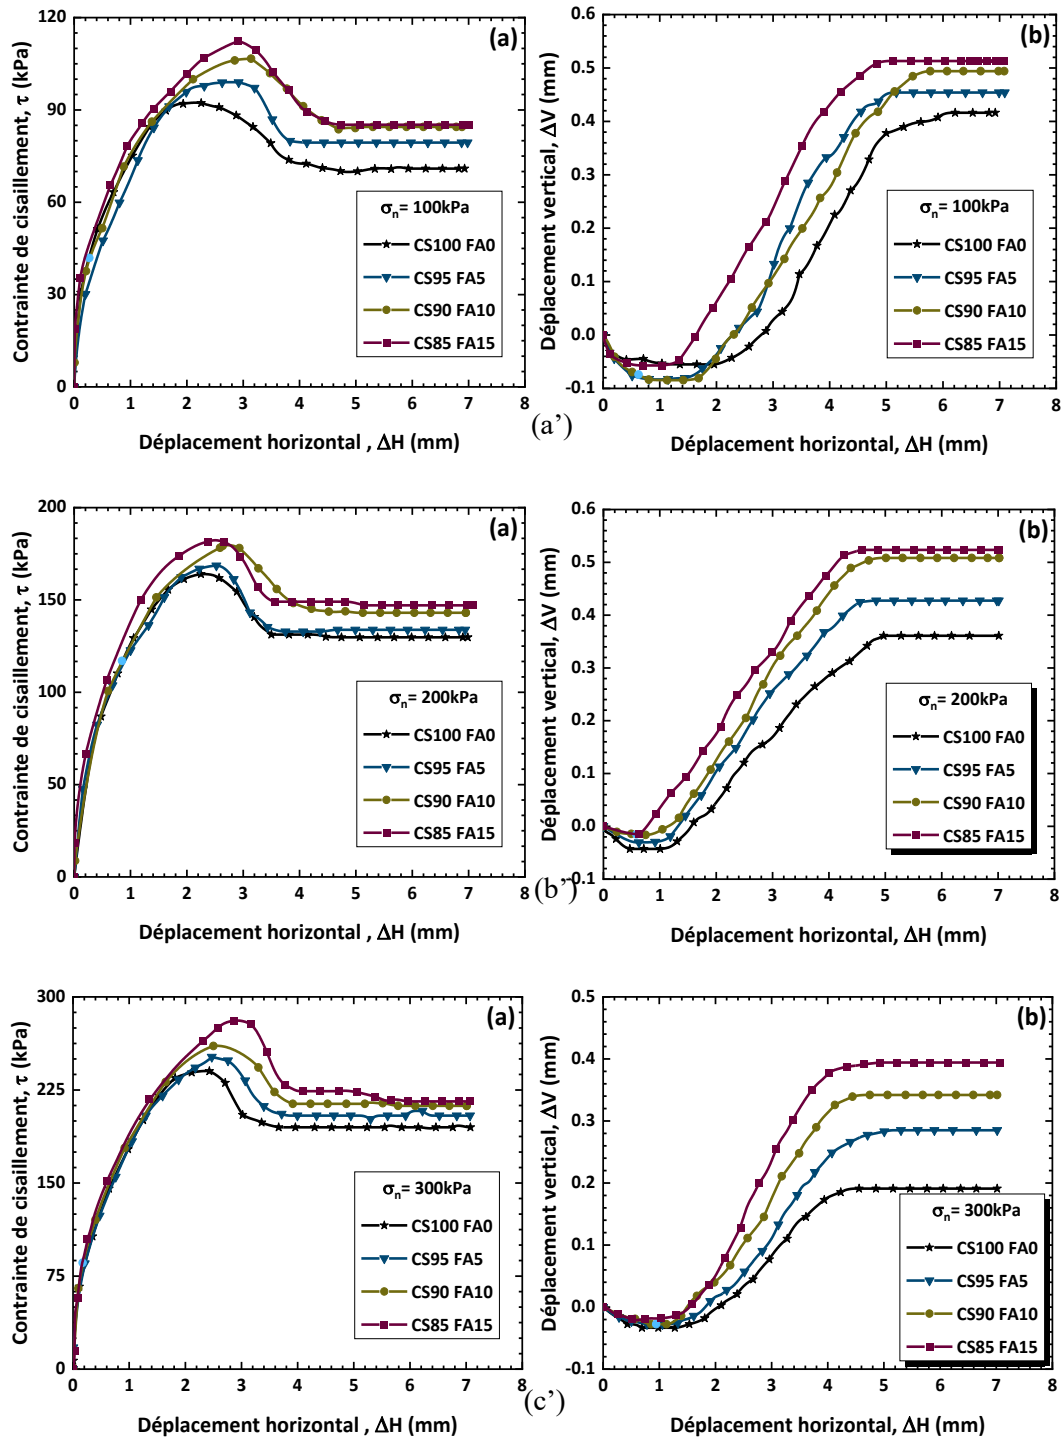 (a)
Contrainte de cisaillement, τ (kPa)
120
90
60
30
0
σn= 100kPa
CS100 FA0
CS95 FA5
CS90 FA10
CS85 FA15
0 1 2 3 4 5 6 7 8
Déplacement horizontal , ΔH (mm)
(b)
Déplacement vertical, ΔV (mm)
0.6
0.5
0.4
0.3
0.2
0.1
0.0
-0.1
σn= 100kPa
CS100 FA0
CS95 FA5
CS90 FA10
CS85 FA15
0 1 2 3 4 5 6 7 8
Déplacement horizontal, ΔH (mm)
(a’)
(a)
Contrainte de cisaillement, τ (kPa)
200
150
100
50
0
σn= 200kPa
CS100 FA0
CS95 FA5
CS90 FA10
CS85 FA15
0 1 2 3 4 5 6 7 8
Déplacement horizontal , ΔH (mm)
(b)
Déplacement vertical, ΔV (mm)
0.6
0.5
0.4
0.3
0.2
0.1
0.0
-0.1
σn= 200kPa
CS100 FA0
CS95 FA5
CS90 FA10
CS85 FA15
0 1 2 3 4 5 6 7 8
Déplacement horizontal, ΔH (mm)
(b’)
(a)
Contrainte de cisaillement, τ (kPa)
300
225
150
75
0
σn= 300kPa
CS100 FA0
CS95 FA5
CS90 FA10
CS85 FA15
0 1 2 3 4 5 6 7 8
Déplacement horizontal , ΔH (mm)
(b)
Déplacement vertical, ΔV (mm)
0.5
0.4
0.3
0.2
0.1
0.0
-0.1
σn= 300kPa
CS100 FA0
CS95 FA5
CS90 FA10
CS85 FA15
0 1 2 3 4 5 6 7 8
Déplacement horizontal, ΔH (mm)
(c’)